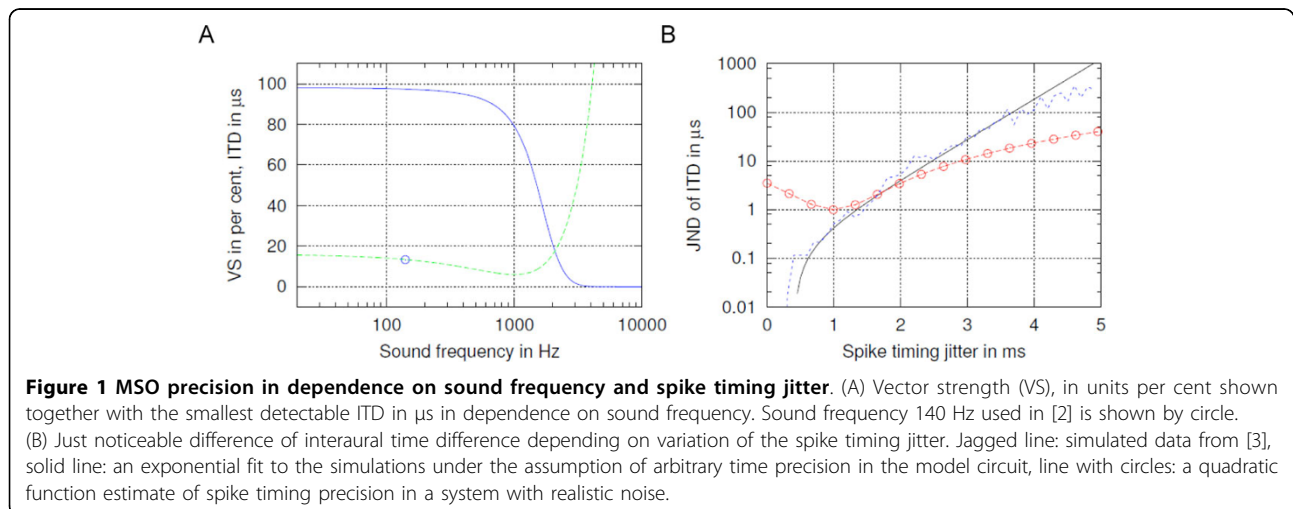 A
B
VS in per cent, ITD in µs
100
80
60
40
20
0
100
1000
10000
Sound frequency in Hz
JND of ITD in µs
1000
100
10
1
0.1
0.01
0
1
2
3
4
5
Spike timing jitter in ms
Figure 1 MSO precision in dependence on sound frequency and spike timing jitter. (A) Vector strength (VS), in units per cent shown
together with the smallest detectable ITD in µs in dependence on sound frequency. Sound frequency 140 Hz used in [2] is shown by circle.
(B) Just noticeable difference of interaural time difference depending on variation of the spike timing jitter. Jagged line: simulated data from [3],
solid line: an exponential fit to the simulations under the assumption of arbitrary time precision in the model circuit, line with circles: a quadratic
function estimate of spike timing precision in a system with realistic noise.